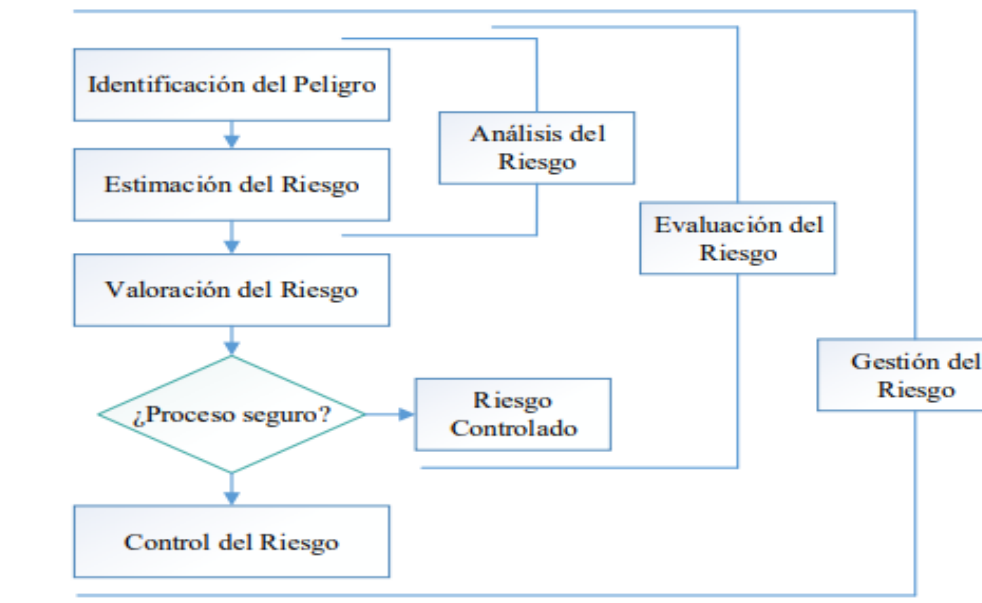 Identificación del Peligro
Análisis del
Riesgo
Estimación del Riesgo
Evaluación del
Riesgo
Valoración del Riesgo
Gestión del
Riesgo
¿Proceso seguro?
Riesgo
Controlado
Control del Riesgo